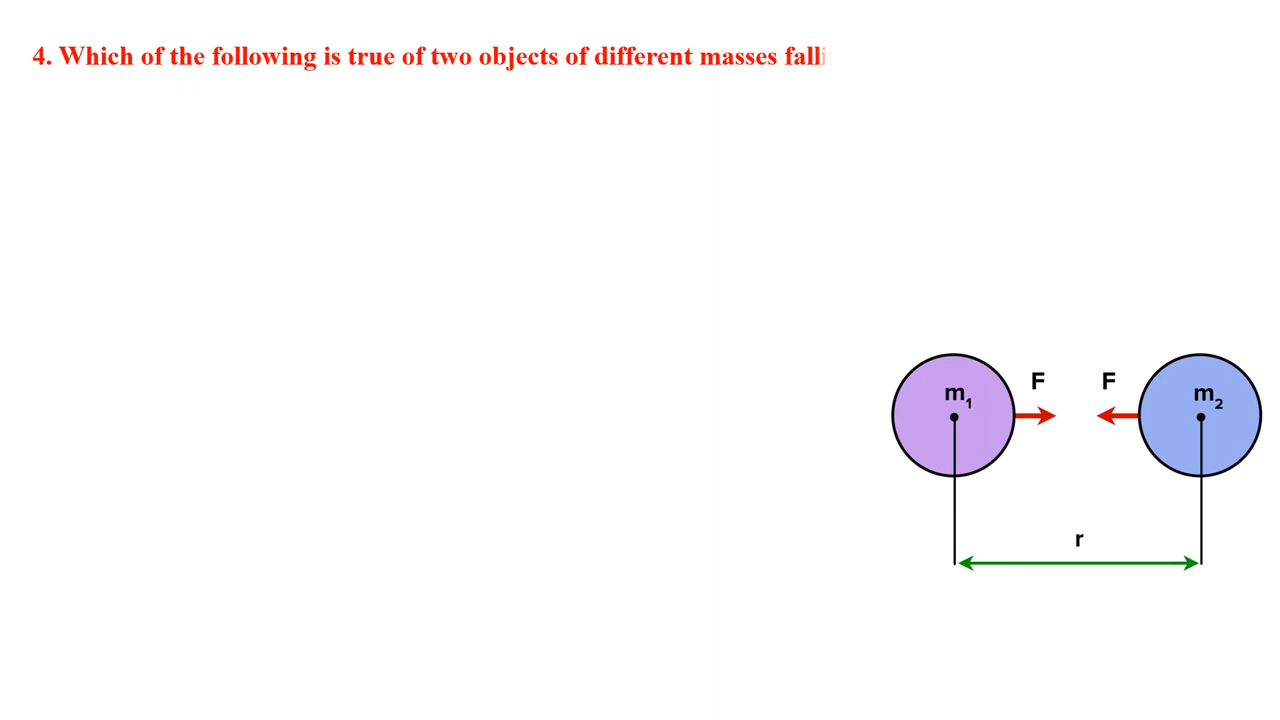 4. Which of the following is true of two objects of different masses fall
F F
m1 m2
r